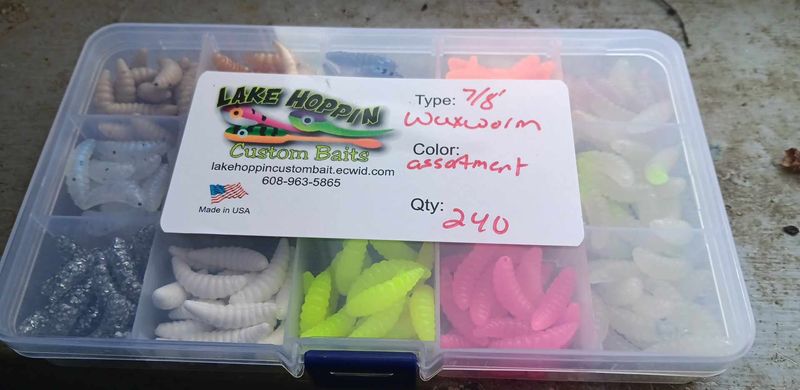 LAKE HOPPIN
Custom Baits
lakehoppincustombait.ecwid.com
608-963-5865
Made in USA
Type: 7/8"
waxworm
Color:
assortment
Qty:
240